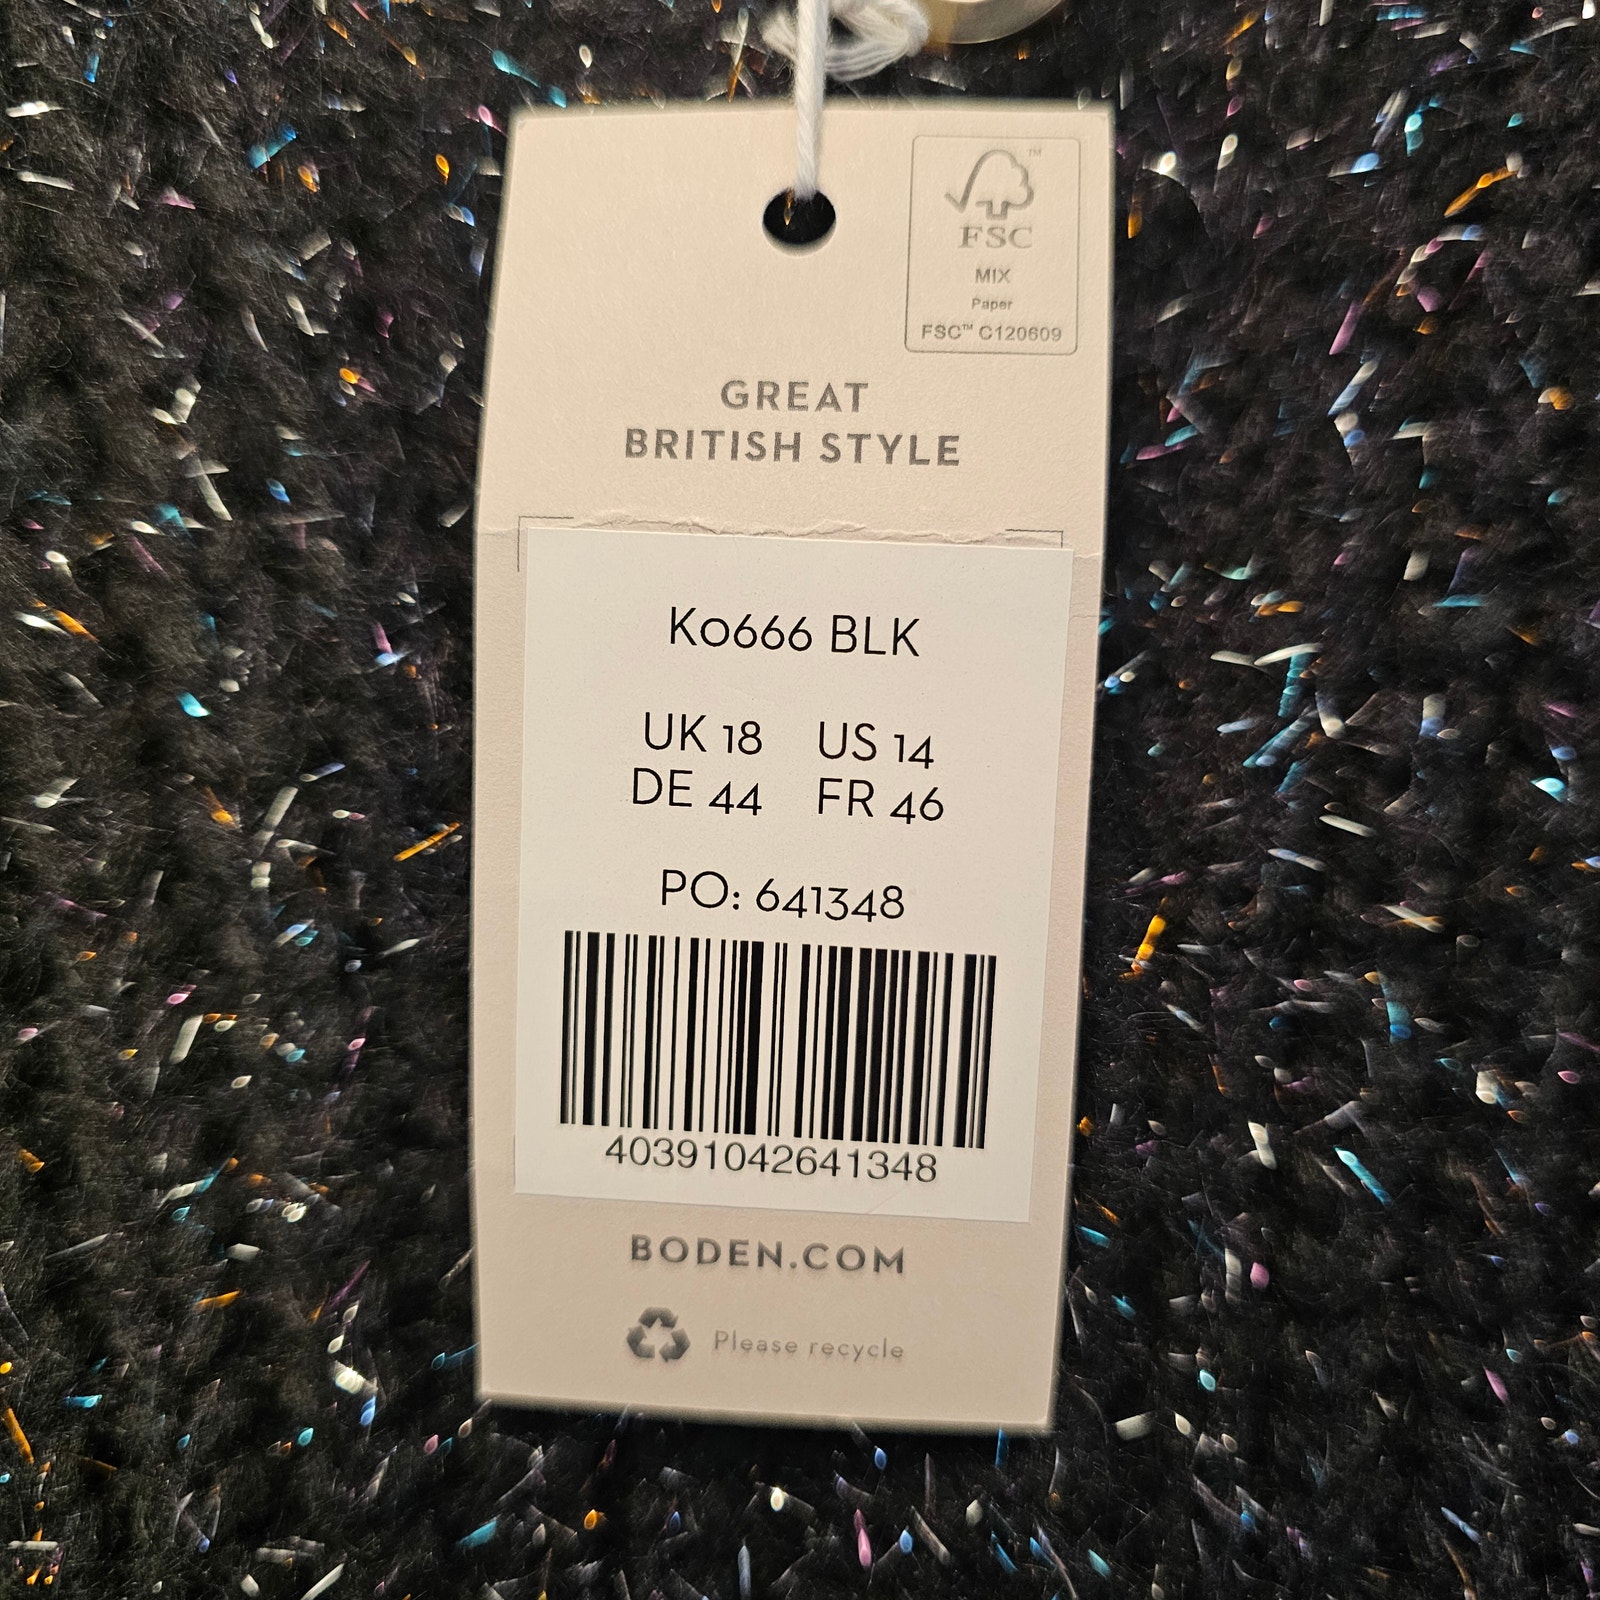 FSC™
MIX
Paper
FSC™ C120609
GREAT
BRITISH STYLE
K0666 BLK
UK 18 US 14
DE 44 FR 46
PO: 641348
40391042641348
BODEN.COM
Please recycle